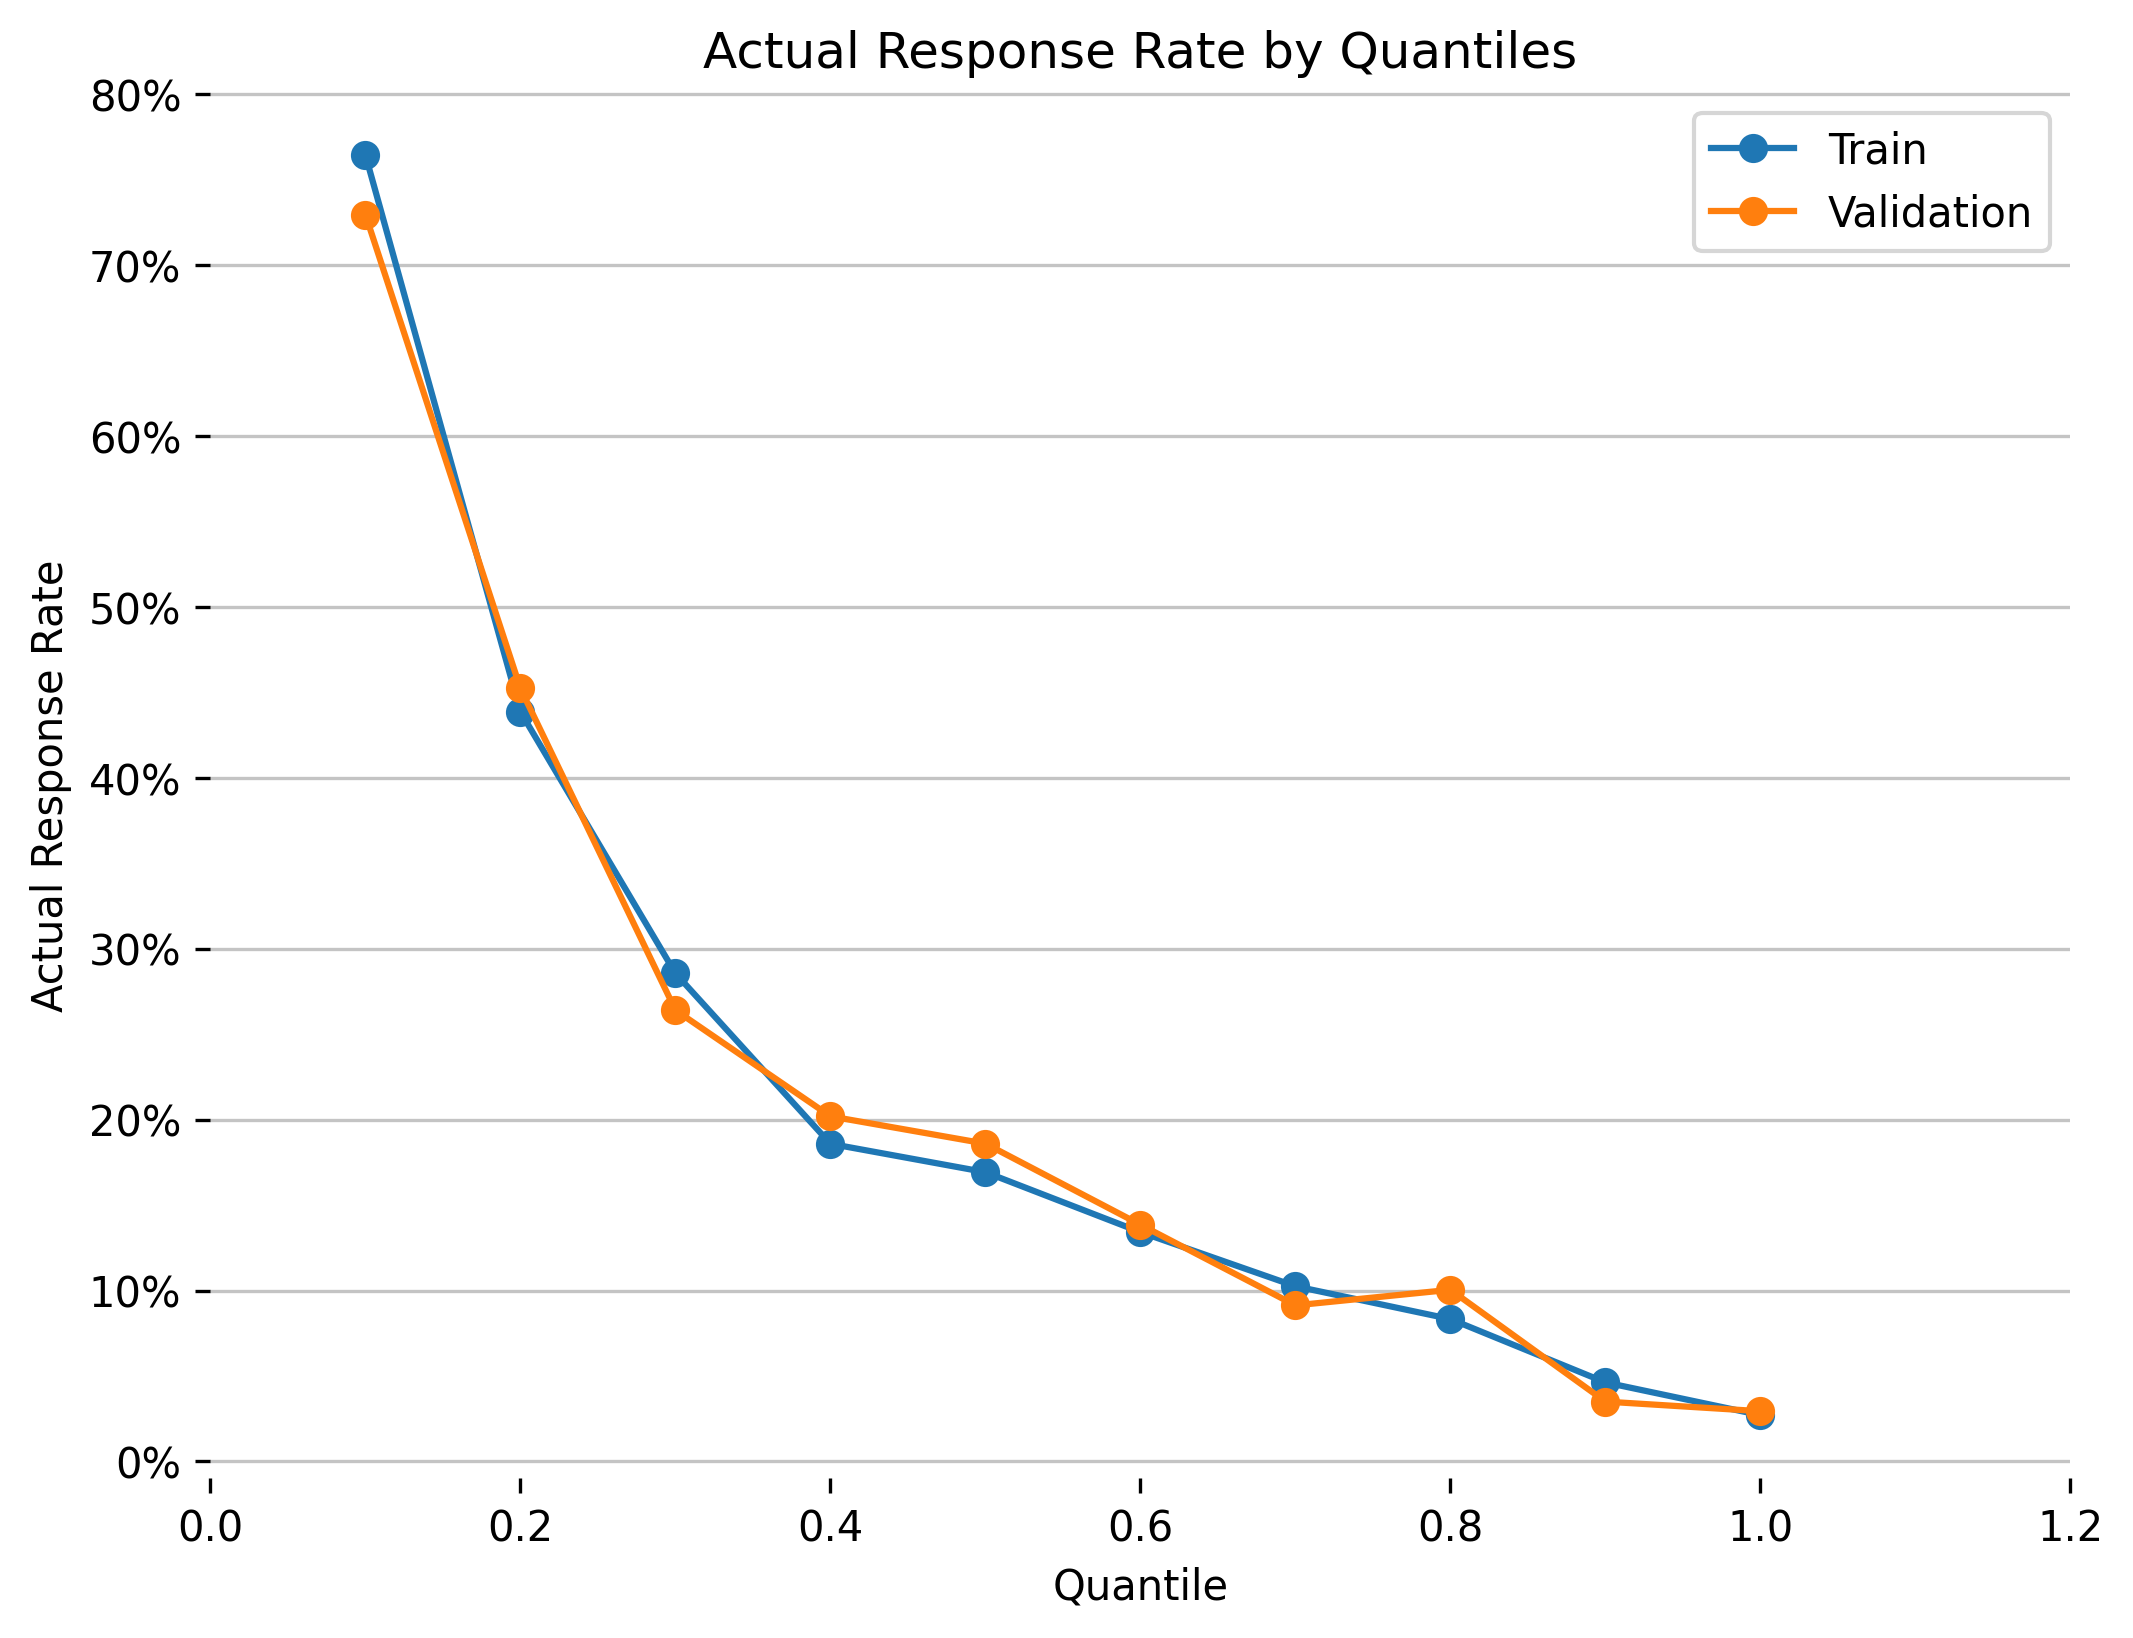 Actual Response Rate by Quantiles
80%
70%
60%
50%
40%
30%
20%
10%
0%
Actual Response Rate
Train
Validation
0.0 0.2 0.4 0.6 0.8 1.0 1.2
Quantile